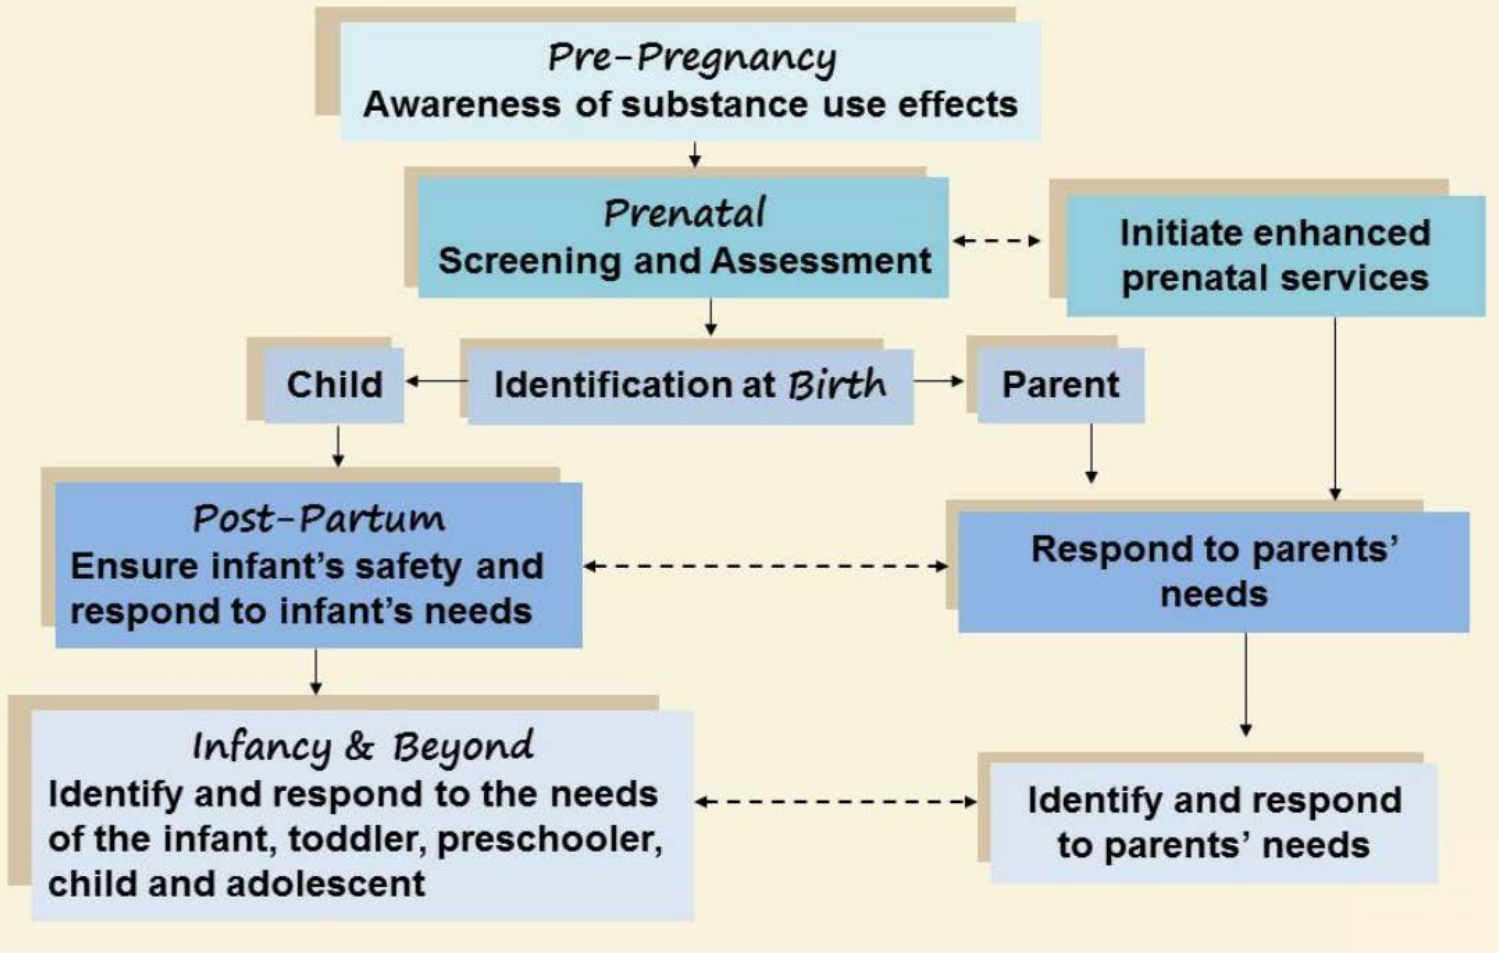 Pre-Pregnancy
Awareness of substance use effects
Prenatal
Screening and Assessment
Initiate enhanced
prenatal services
Child
Identification at Birth
Parent
Post-Partum
Ensure infant's safety and
respond to infant's needs
Respond to parents'
needs
Infancy & Beyond
Identify and respond to the needs
of the infant, toddler, preschooler,
child and adolescent
Identify and respond
to parents' needs